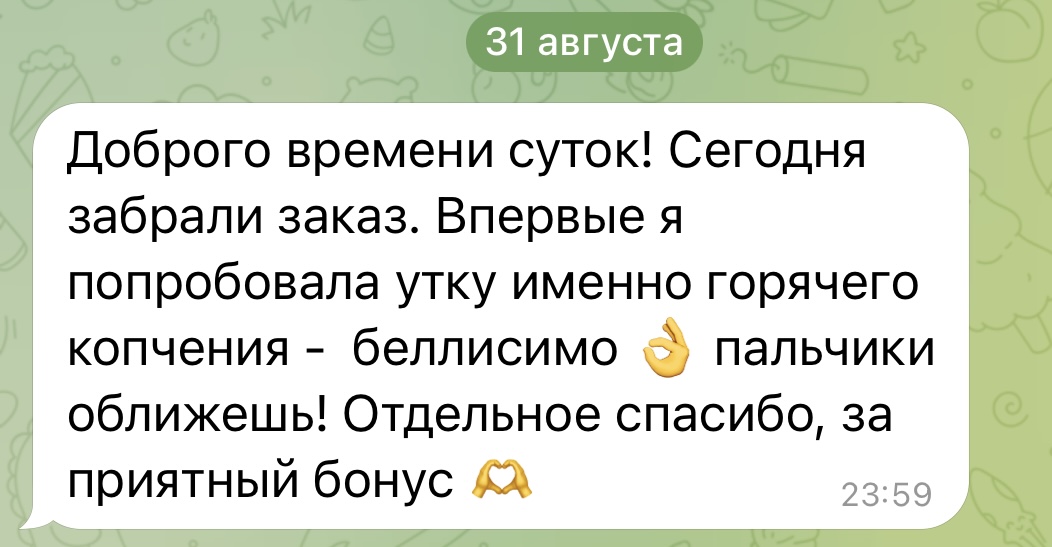 31 августа
Доброго времени суток! Сегодня
забрали заказ. Впервые я
попробовала утку именно горячего
копчения -  беллисимо 👌 пальчики
оближешь! Отдельное спасибо, за
приятный бонус 🫶
23:59